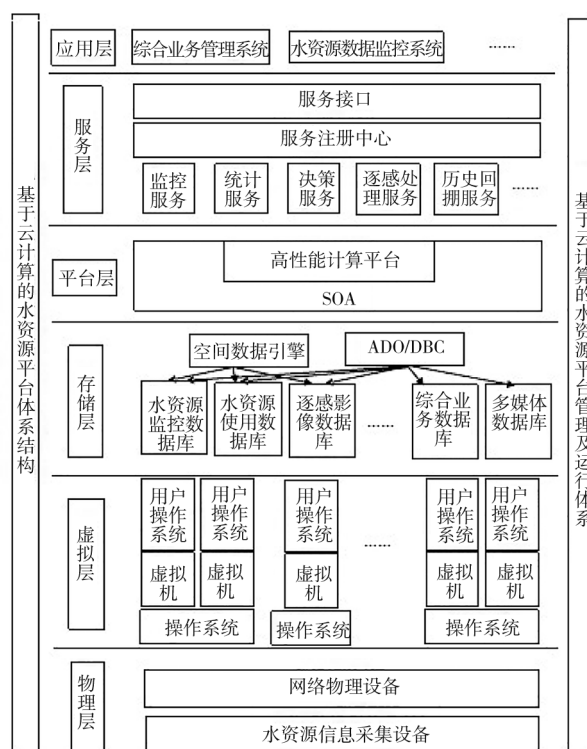 应用层
综合业务管理系统
水资源数据监控系统
······
服务层
服务接口
服务注册中心
监控
服务
统计
服务
决策
服务
逐感处
理服务
历史回
捌服务
······
平台层
高性能计算平台
SOA
存储层
空间数据引擎
ADO/DBC
水资源
监控数
据库
水资源
使用数
据库
逐感影
像数据
库
······
综合业
务数据
库
多媒体
数据库
虚拟层
用户
操作
系统
用户
操作
系统
用户
操作
系统
······
用户
操作
系统
用户
操作
系统
虚拟
机
虚拟
机
虚拟
机
虚拟
机
虚拟
机
操作系统
操作系统
操作系统
物理层
网络物理设备
水资源信息采集设备
基于云计算的水资源平台体系结构
基于云计算的水资源平台管理及运行体系